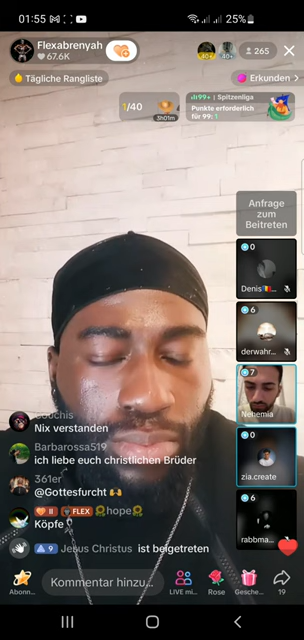 01:55
25%
Flexabrenyah
67.6K
265
Tägliche Rangliste
Erkunden >
1/40
3h01m
99+ | Spitzenliga
Punkte erforderlich
für 99: 1
Anfrage
zum
Beitreten
0
Denis
6
derwahr...
7
Nehemia
0
zia.create
6
rabbma...
Nix verstanden
Barbarossa519
ich liebe euch christlichen Brüder
361er
@Gottesfurcht
II FLEX hope
Köpfe
9 Jesus Christus ist beigetreten
Abonn...
Kommentar hinzu...
LIVE mi...
Rose
Gesche...
19